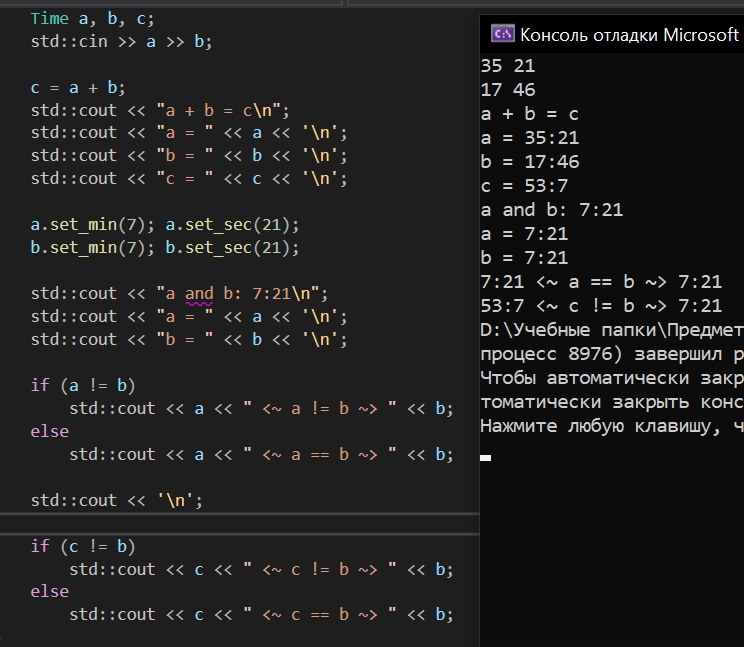 Time a, b, c;
std::cin >> a >> b;
c = a + b;
std::cout << "a + b = c\n";
std::cout << "a = " << a << '\n';
std::cout << "b = " << b << '\n';
std::cout << "c = " << c << '\n';
a.set_min(7); a.set_sec(21);
b.set_min(7); b.set_sec(21);
std::cout << "a and b: 7:21\n";
std::cout << "a = " << a << '\n';
std::cout << "b = " << b << '\n';
if (a != b)
std::cout << a << " <~ a != b ~> " << b;
else
std::cout << a << " <~ a == b ~> " << b;
std::cout << '\n';
if (c != b)
std::cout << c << " <~ c != b ~> " << b;
else
std::cout << c << " <~ c == b ~> " << b;
C:\ Консоль отладки Microsoft
35 21
17 46
a + b = c
a = 35:21
b = 17:46
c = 53:7
a and b: 7:21
a = 7:21
b = 7:21
7:21 <~ a == b ~> 7:21
53:7 <~ c != b ~> 7:21
D:\Учебные папки\Предмет
процесс 8976) завершил р
Чтобы автоматически закр
томатически закрыть конс
Нажмите любую клавишу, ч